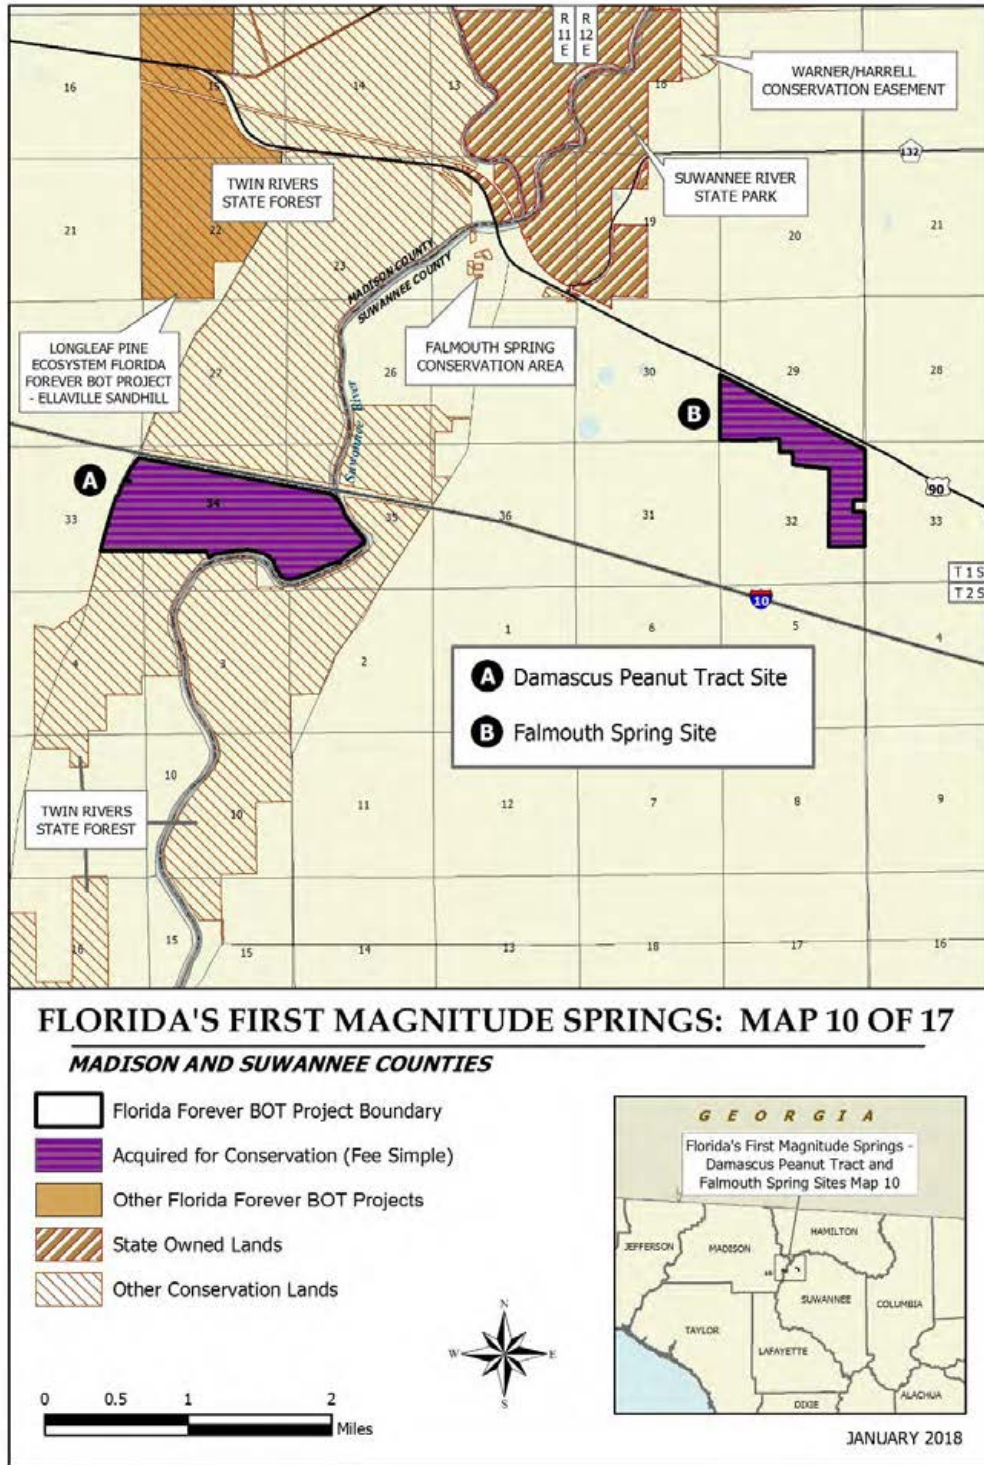 R
11
E
R
12
E
WARNER/HARRELL
CONSERVATION EASEMENT
16
15
14
13
18
132
TWIN RIVERS
STATE FOREST
SUWANNEE RIVER
STATE PARK
21
22
23
19
20
21
MADISON COUNTY
SUWANNEE COUNTY
LONGLEAF PINE
ECOSYSTEM FLORIDA
FOREVER BOT PROJECT
- ELLAVILLE SANDHILL
FALMOUTH SPRING
CONSERVATION AREA
27
26
30
29
28
Suwannee River
B
A
90
33
34
35
36
31
32
33
T 1 S
T 2 S
10
4
3
2
1
6
5
4
A Damascus Peanut Tract Site
B Falmouth Spring Site
10
10
11
12
7
8
9
TWIN RIVERS
STATE FOREST
16
15
15
14
13
18
17
16
FLORIDA'S FIRST MAGNITUDE SPRINGS: MAP 10 OF 17
MADISON AND SUWANNEE COUNTIES
Florida Forever BOT Project Boundary
Acquired for Conservation (Fee Simple)
Other Florida Forever BOT Projects
State Owned Lands
Other Conservation Lands
GEORGIA
Florida's First Magnitude Springs -
Damascus Peanut Tract and
Falmouth Spring Sites Map 10
JEFFERSON
MADISON
HAMILTON
SUWANNEE
COLUMBIA
TAYLOR
LAFAYETTE
DIXIE
ALACHUA
N
W
E
S
0 0.5 1 2
Miles
JANUARY 2018